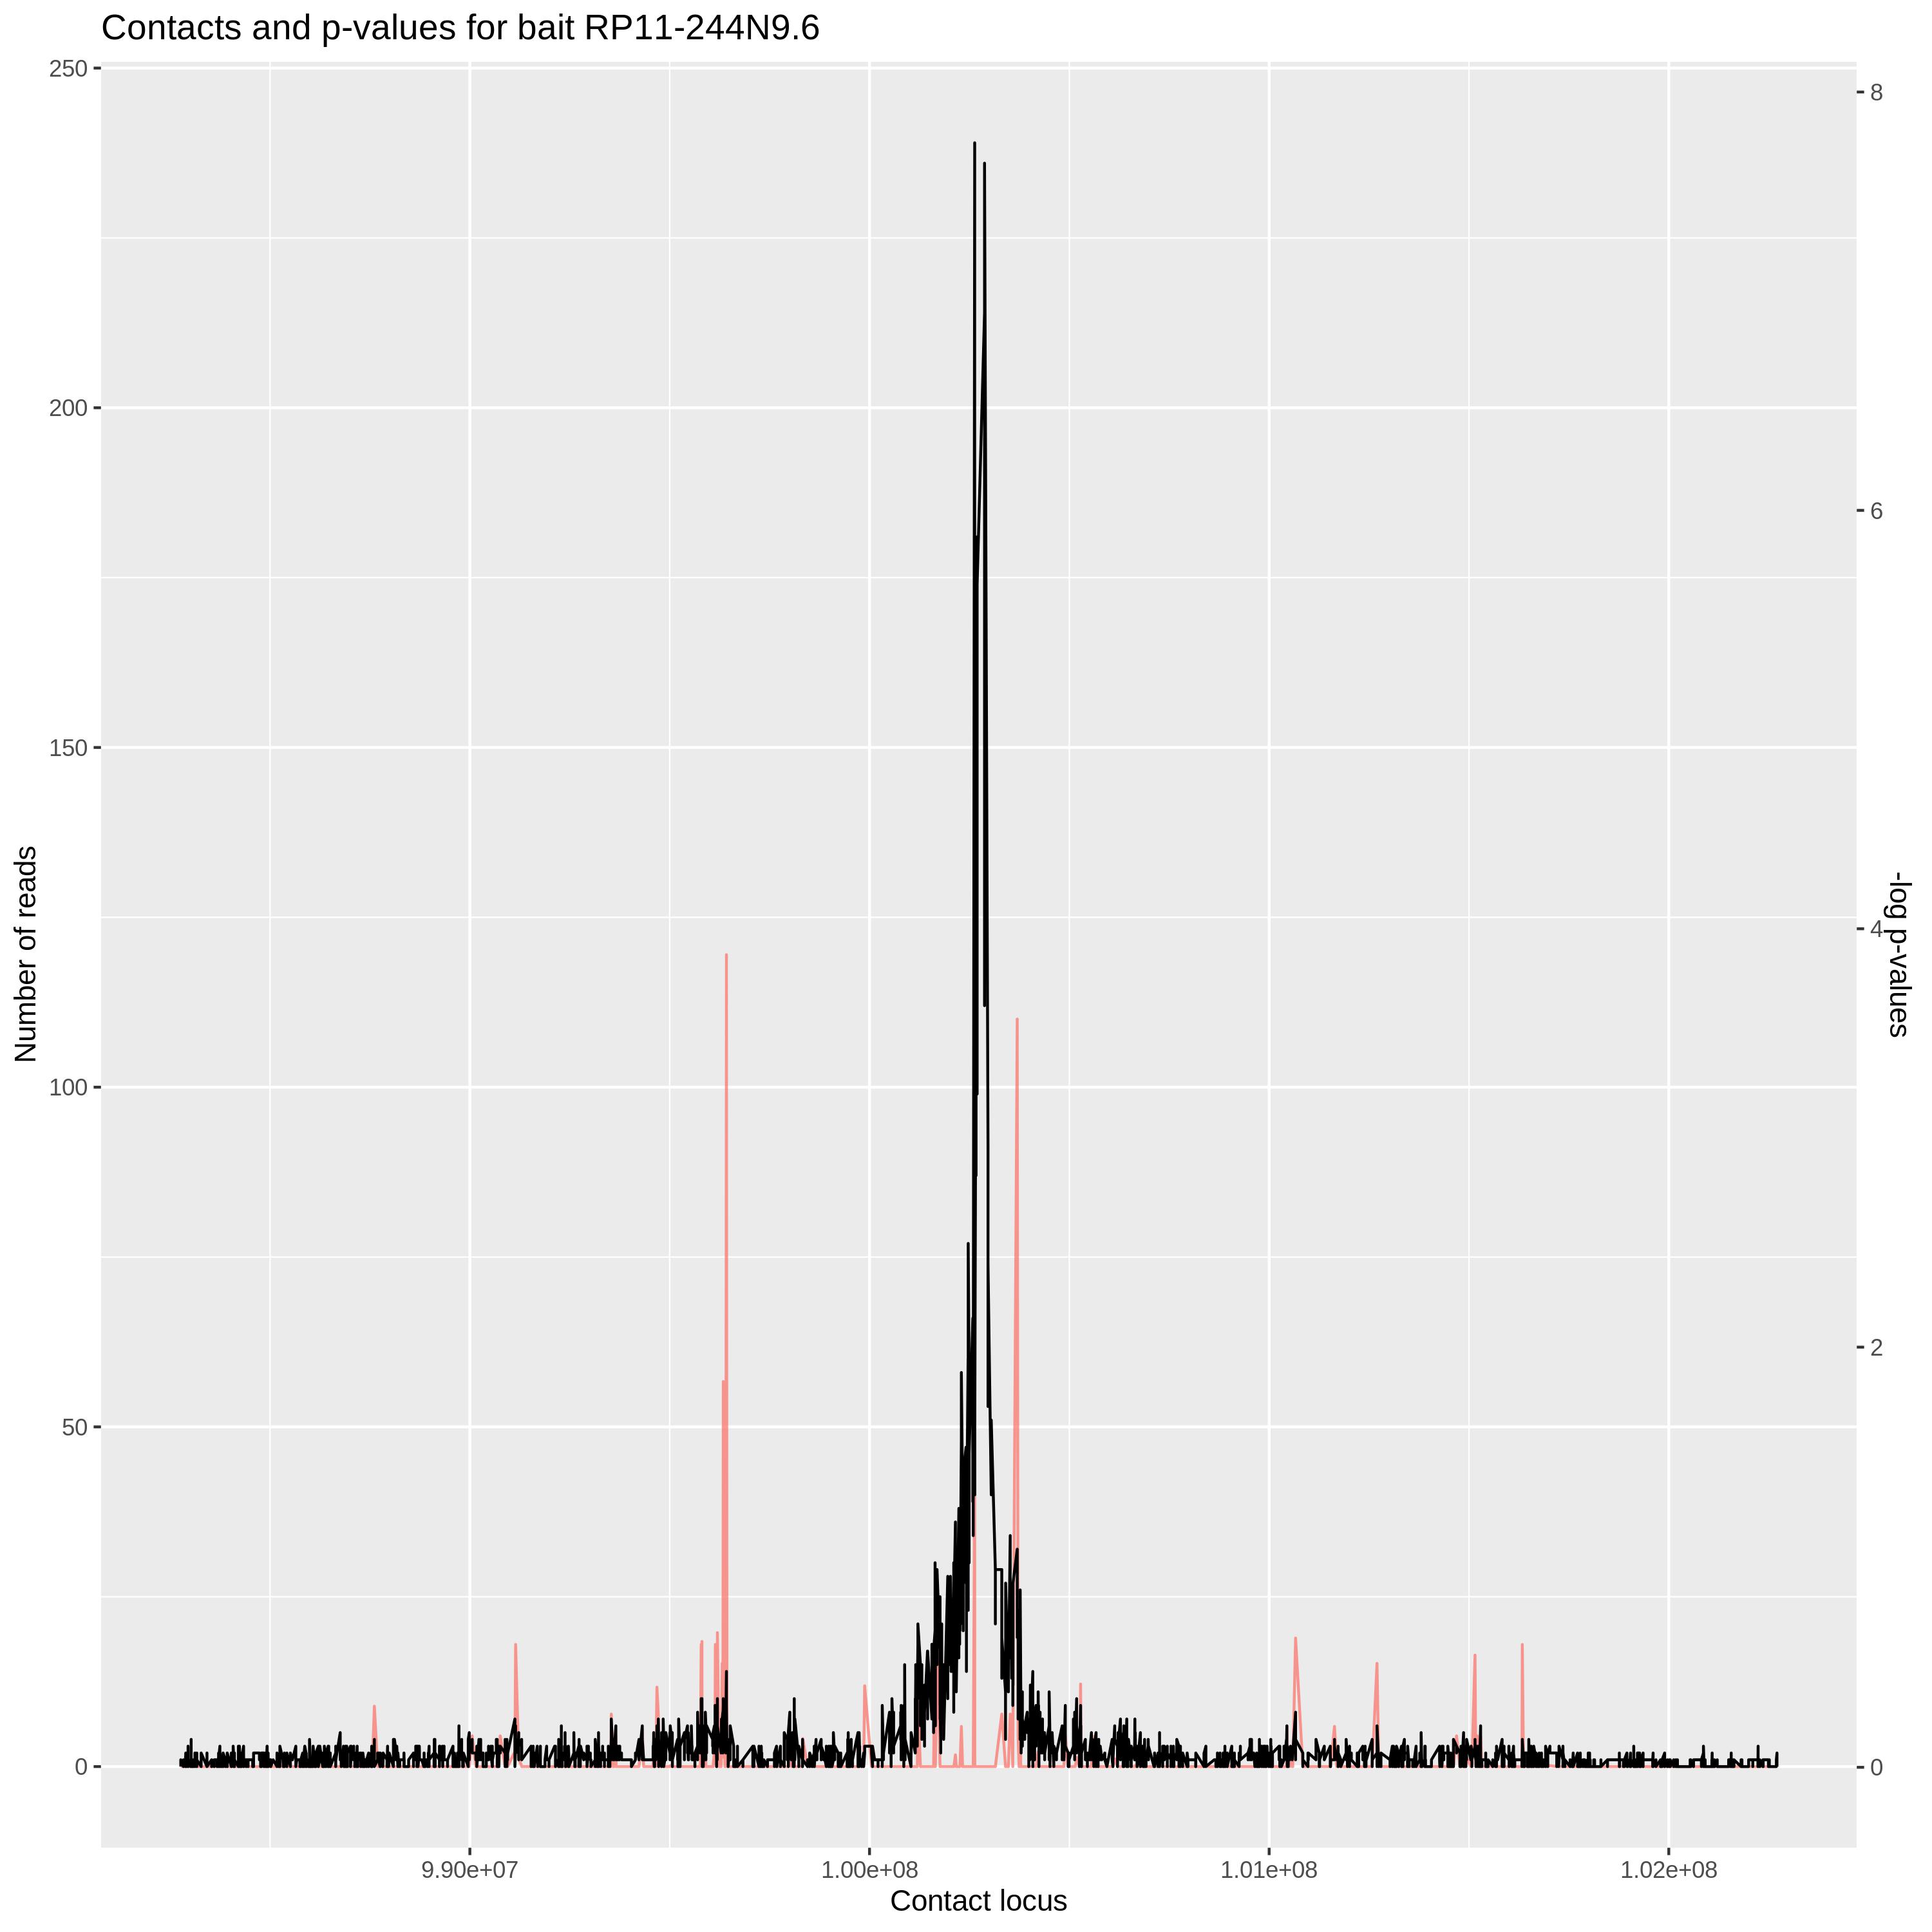 Contacts and p-values for bait RP11-244N9.6
250
200
150
100
50
0
Number of reads
8
6
4
2
0
-log p-values
9.90e+07
1.00e+08
1.01e+08
1.02e+08
Contact locus